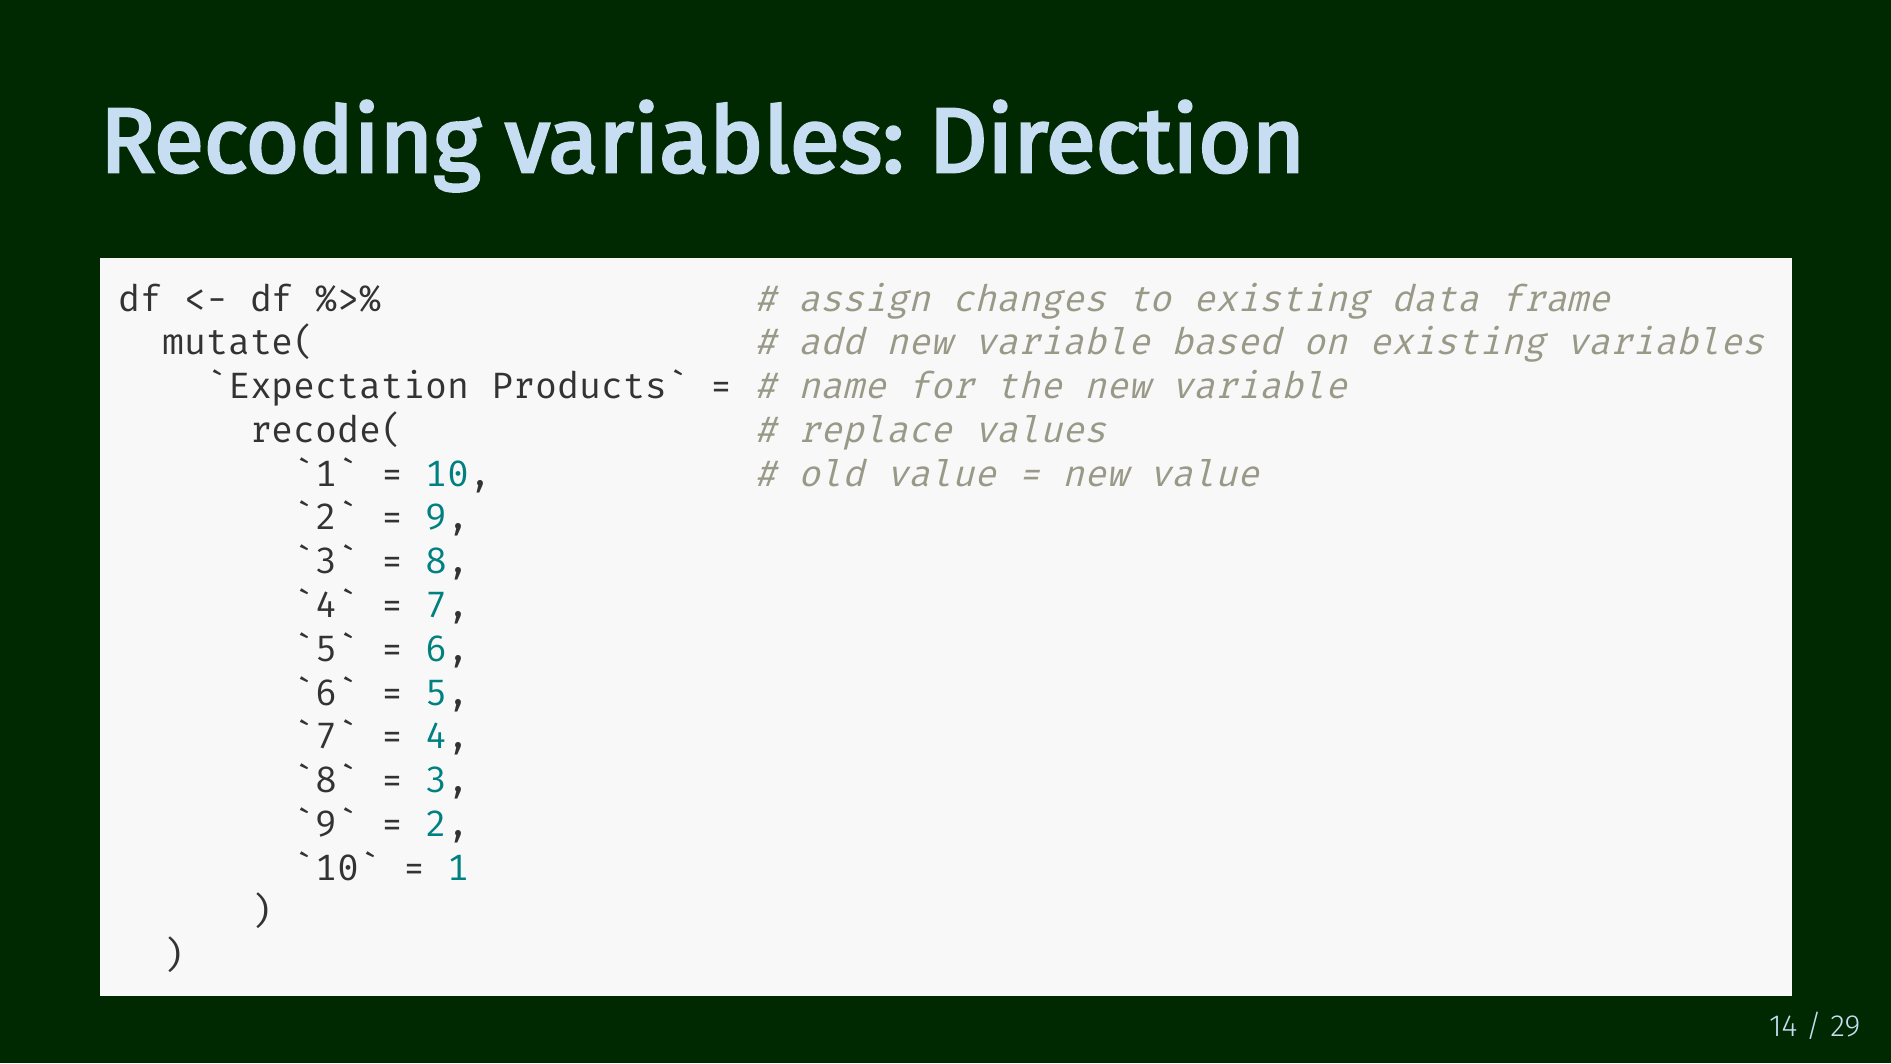 Recoding variables: Direction
df <- df %>%                 # assign changes to existing data frame
  mutate(                    # add new variable based on existing variables
    `Expectation Products` = # name for the new variable
      recode(                # replace values
        `1` = 10,            # old value = new value
        `2` = 9,
        `3` = 8,
        `4` = 7,
        `5` = 6,
        `6` = 5,
        `7` = 4,
        `8` = 3,
        `9` = 2,
        `10` = 1
      )
  )
14 / 29